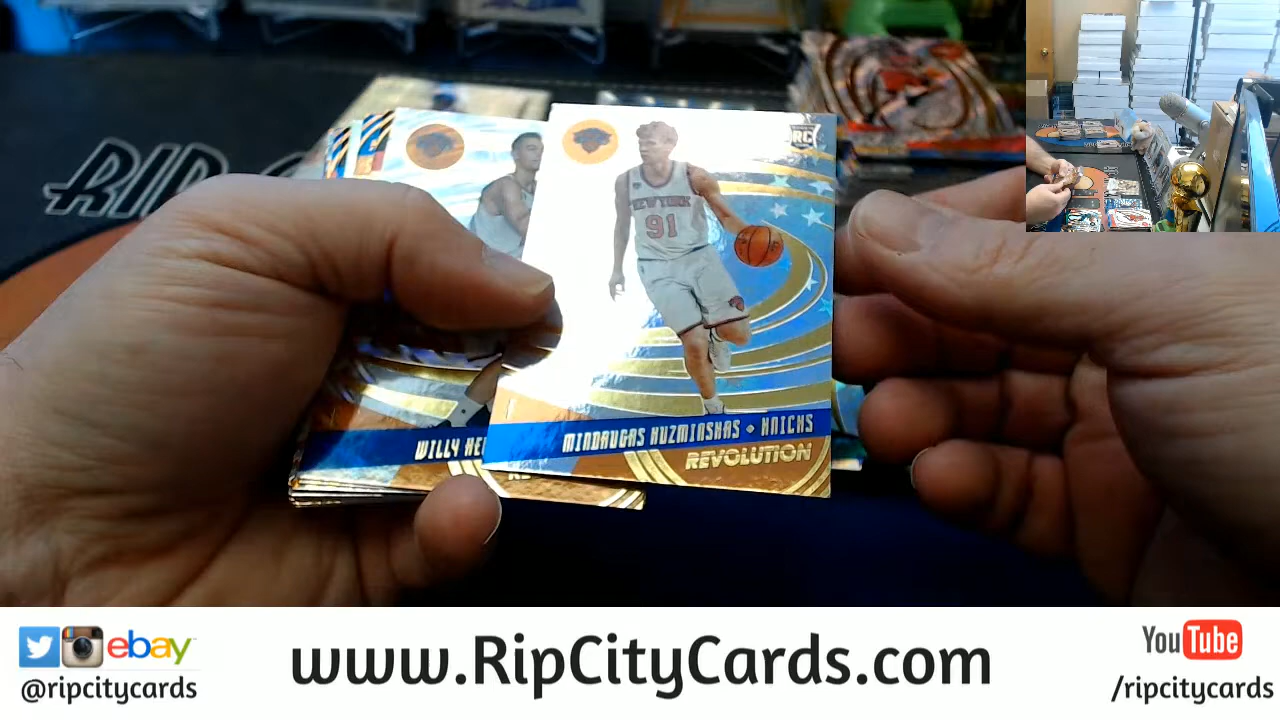 RIP
RC
NEW YORK
91
WILLY HE
MINDAUGAS KUZMINSKAS • KNICKS
REVOLUTION
ebay
www.RipCityCards.com
YouTube
@ripcitycards
/ripcitycards